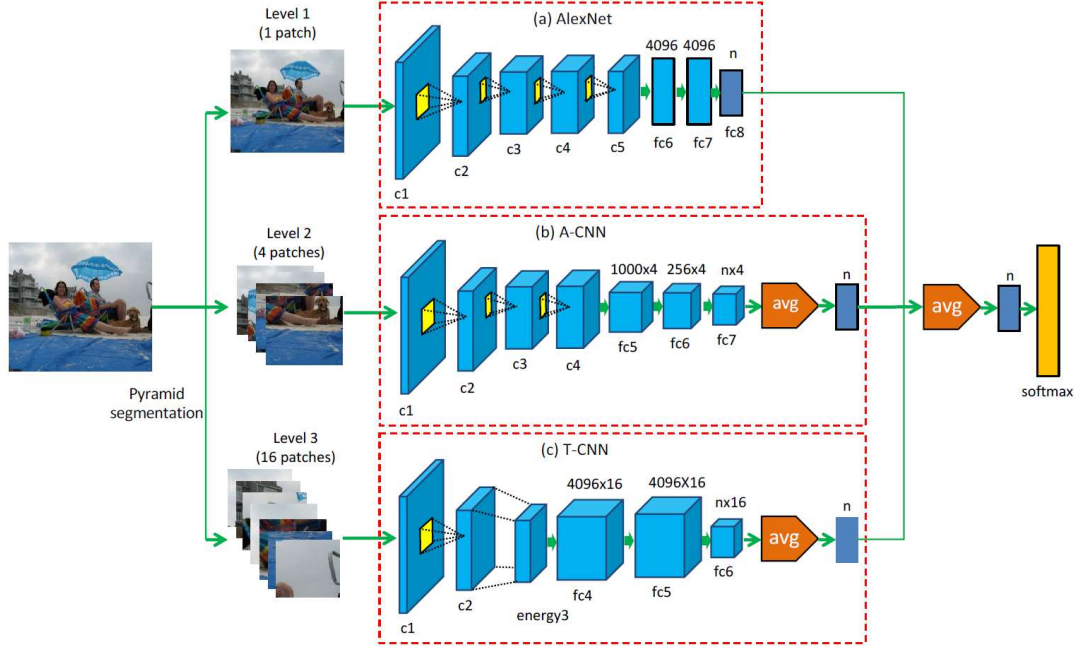 Level 1
(1 patch)
(a) AlexNet
4096
4096
n
c1
c2
c3
c4
c5
fc6
fc7
fc8
Level 2
(4 patches)
(b) A-CNN
1000x4
256x4
nx4
avg
n
c1
c2
c3
c4
fc5
fc6
fc7
avg
n
softmax
Pyramid
segmentation
Level 3
(16 patches)
(c) T-CNN
4096x16
4096X16
nx16
avg
n
c1
c2
energy3
fc4
fc5
fc6